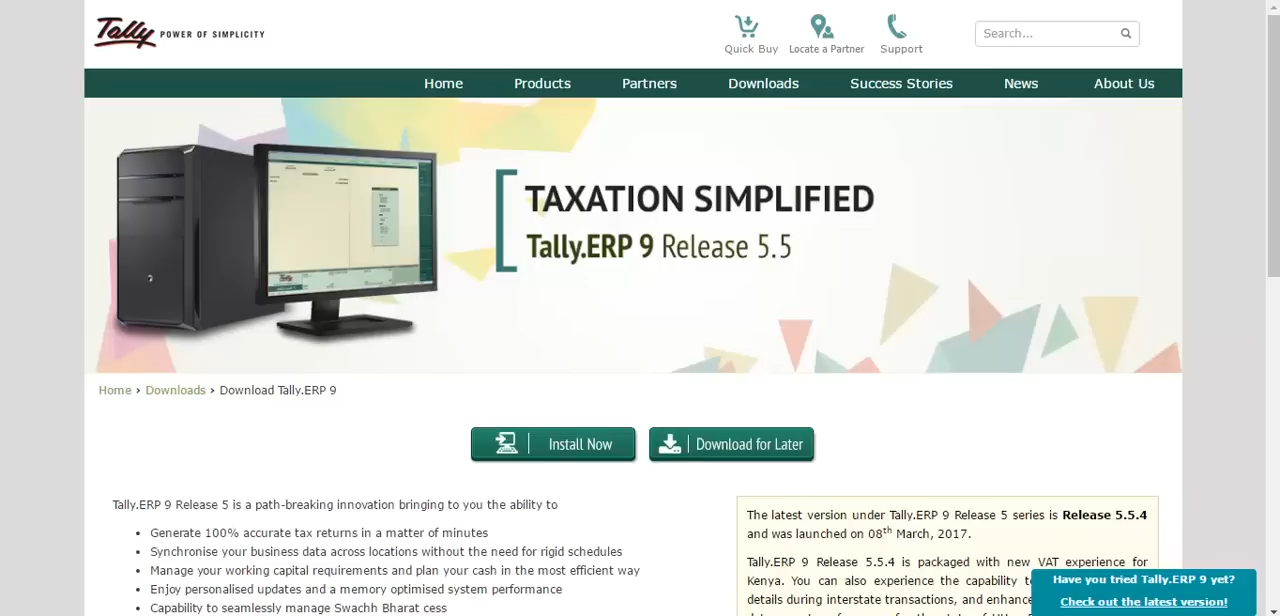 Tally POWER OF SIMPLICITY
Quick Buy
Locate a Partner
Support
Search...
Home Products Partners Downloads Success Stories News About Us
TAXATION SIMPLIFIED
Tally.ERP 9 Release 5.5
Home › Downloads › Download Tally.ERP 9
Install Now
Download for Later
Tally.ERP 9 Release 5 is a path-breaking innovation bringing to you the ability to
• Generate 100% accurate tax returns in a matter of minutes
• Synchronise your business data across locations without the need for rigid schedules
• Manage your working capital requirements and plan your cash in the most efficient way
• Enjoy personalised updates and a memory optimised system performance
• Capability to seamlessly manage Swachh Bharat cess
The latest version under Tally.ERP 9 Release 5 series is Release 5.5.4
and was launched on 08th March, 2017.
Tally.ERP 9 Release 5.5.4 is packaged with new VAT experience for
Kenya. You can also experience the capability
details during interstate transactions, and
Have you tried Tally.ERP 9 yet?
Check out the latest version!